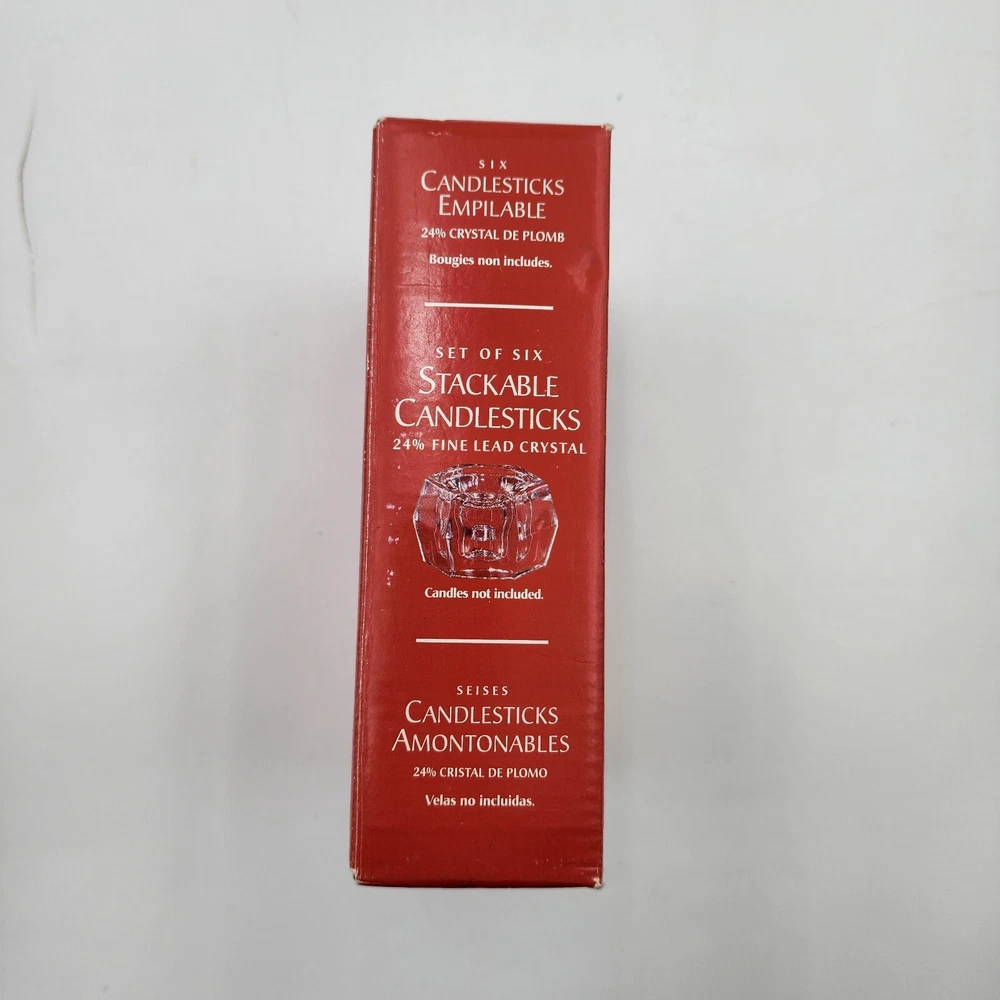 SIX
CANDLESTICKS
EMPILABLE
24% CRYSTAL DE PLOMB
Bougies non includes.
SET OF SIX
STACKABLE
CANDLESTICKS
24% FINE LEAD CRYSTAL
Candles not included.
SEISES
CANDLESTICKS
AMONTONABLES
24% CRISTAL DE PLOMO
Velas no incluidas.